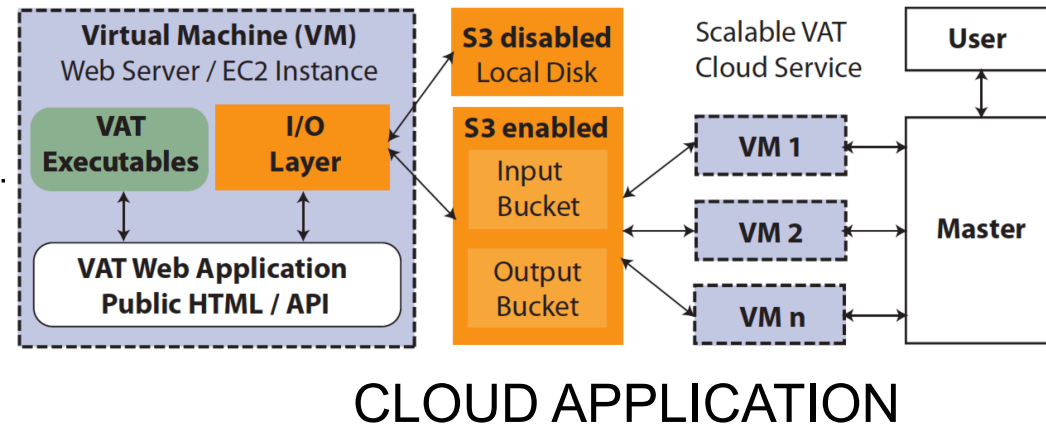 Virtual Machine (VM)
Web Server / EC2 Instance
VAT
Executables
I/O
Layer
VAT Web Application
Public HTML / API
S3 disabled
Local Disk
S3 enabled
Input
Bucket
Output
Bucket
Scalable VAT
Cloud Service
VM 1
VM 2
VM n
User
Master
CLOUD APPLICATION